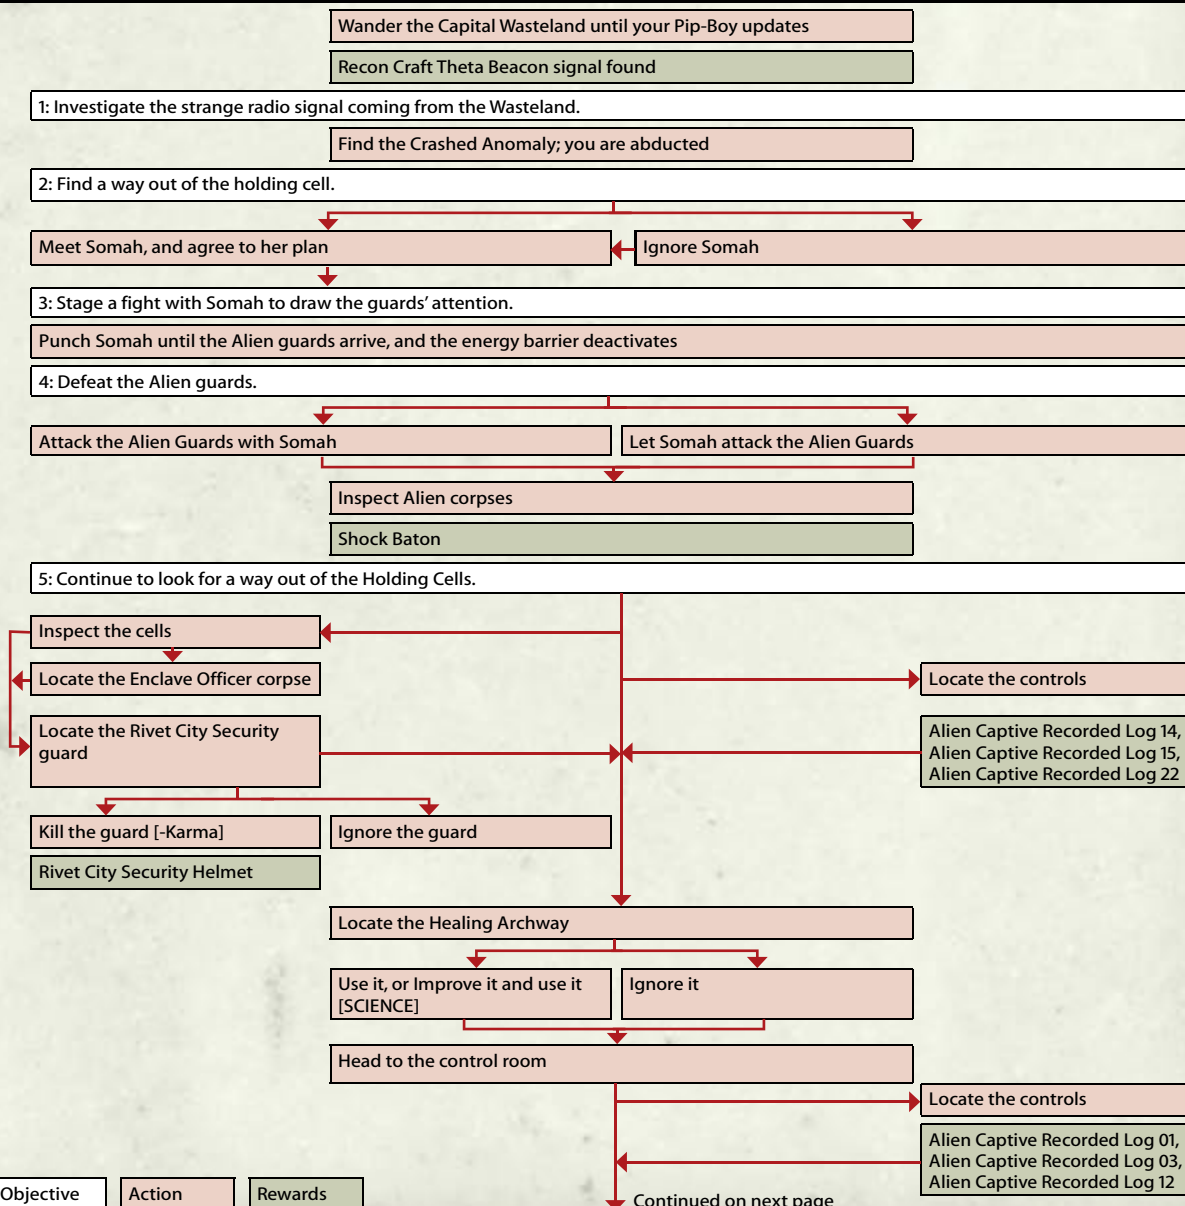 Wander the Capital Wasteland until your Pip-Boy updates
Recon Craft Theta Beacon signal found
1: Investigate the strange radio signal coming from the Wasteland.
Find the Crashed Anomaly; you are abducted
2: Find a way out of the holding cell.
Meet Somah, and agree to her plan
Ignore Somah
3: Stage a fight with Somah to draw the guards' attention.
Punch Somah until the Alien guards arrive, and the energy barrier deactivates
4: Defeat the Alien guards.
Attack the Alien Guards with Somah
Let Somah attack the Alien Guards
Inspect Alien corpses
Shock Baton
5: Continue to look for a way out of the Holding Cells.
Inspect the cells
Locate the Enclave Officer corpse
Locate the controls
Locate the Rivet City Security
guard
Alien Captive Recorded Log 14,
Alien Captive Recorded Log 15,
Alien Captive Recorded Log 22
Kill the guard [-Karma]
Ignore the guard
Rivet City Security Helmet
Locate the Healing Archway
Use it, or Improve it and use it
[SCIENCE]
Ignore it
Head to the control room
Locate the controls
Alien Captive Recorded Log 01,
Alien Captive Recorded Log 03,
Alien Captive Recorded Log 12
Objective
Action
Rewards
Continued on next page